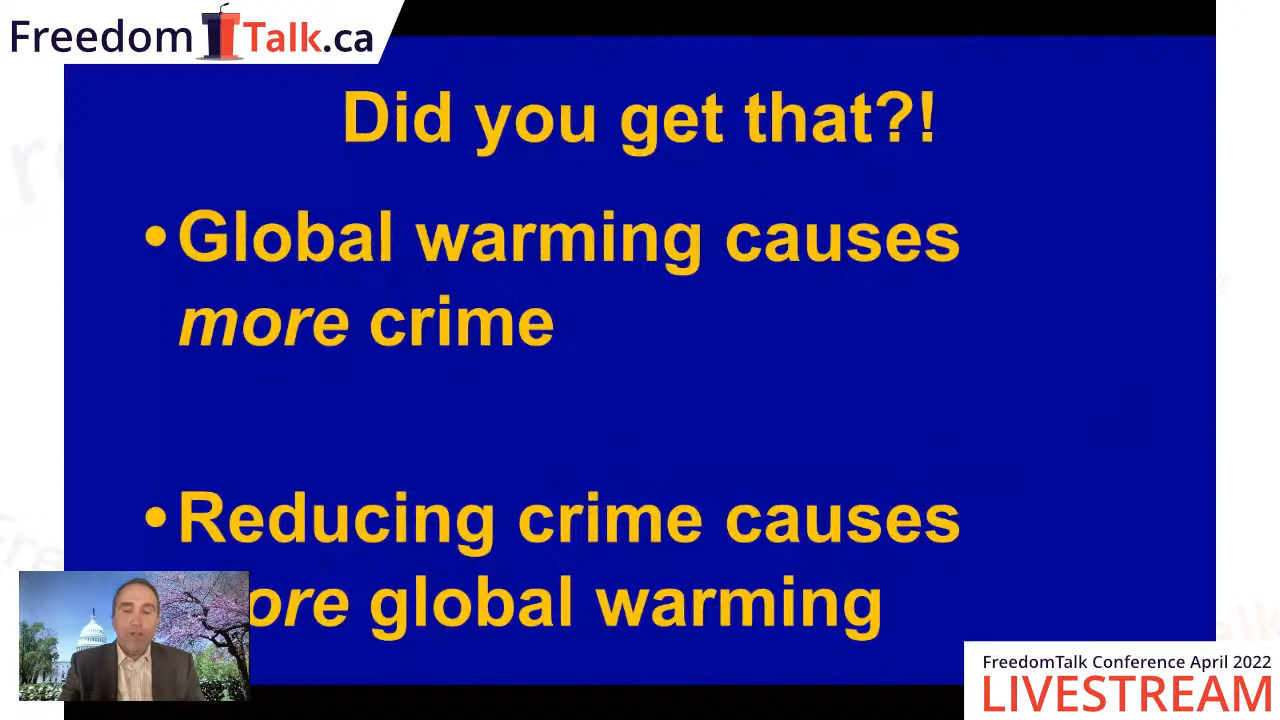 FreedomTalk.ca
Did you get that?!
•Global warming causes
more crime
•Reducing crime causes
ore global warming
FreedomTalk Conference April 2022
LIVESTREAM